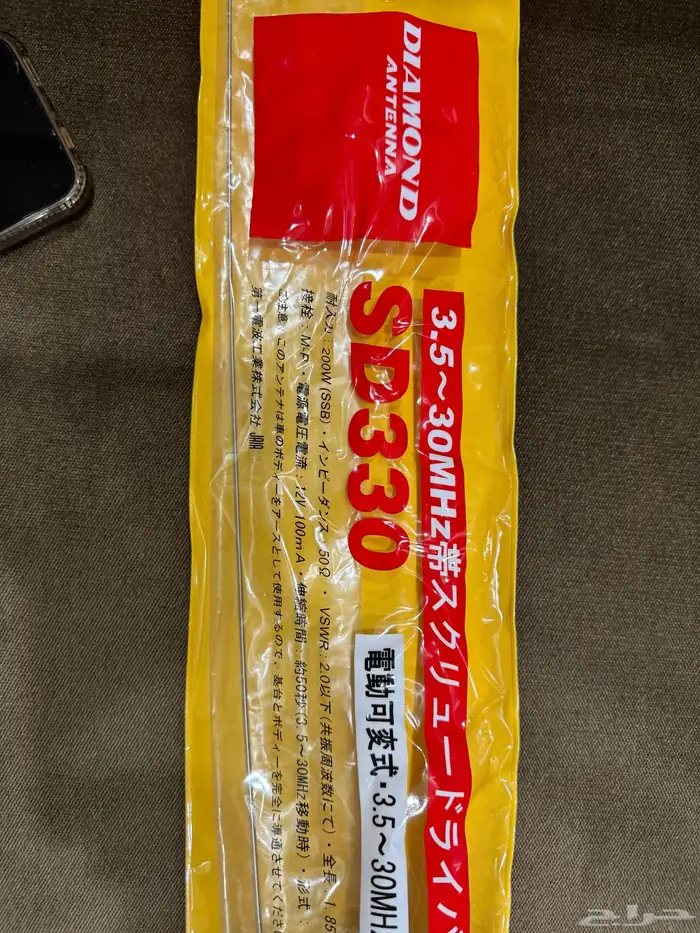 DIAMOND
ANTENNA
3.5～30MHz帯スクリュードライバ
SD330
電動可変式・3.5～30MHz
耐入力：200W(SSB)・インピーダンス：50Ω・VSWR：2.0以下(共振周波数にて)・全長：1.85
接栓：M-P・電源電圧電流：12V 100mA・伸縮時間：約50秒(3.5～30MHz移動時)・形式：
ご注意：このアンテナは車のボディーをアースとして使用するので、基台とボディーを完全に導通させてくださ
第一電波工業株式会社
حراج